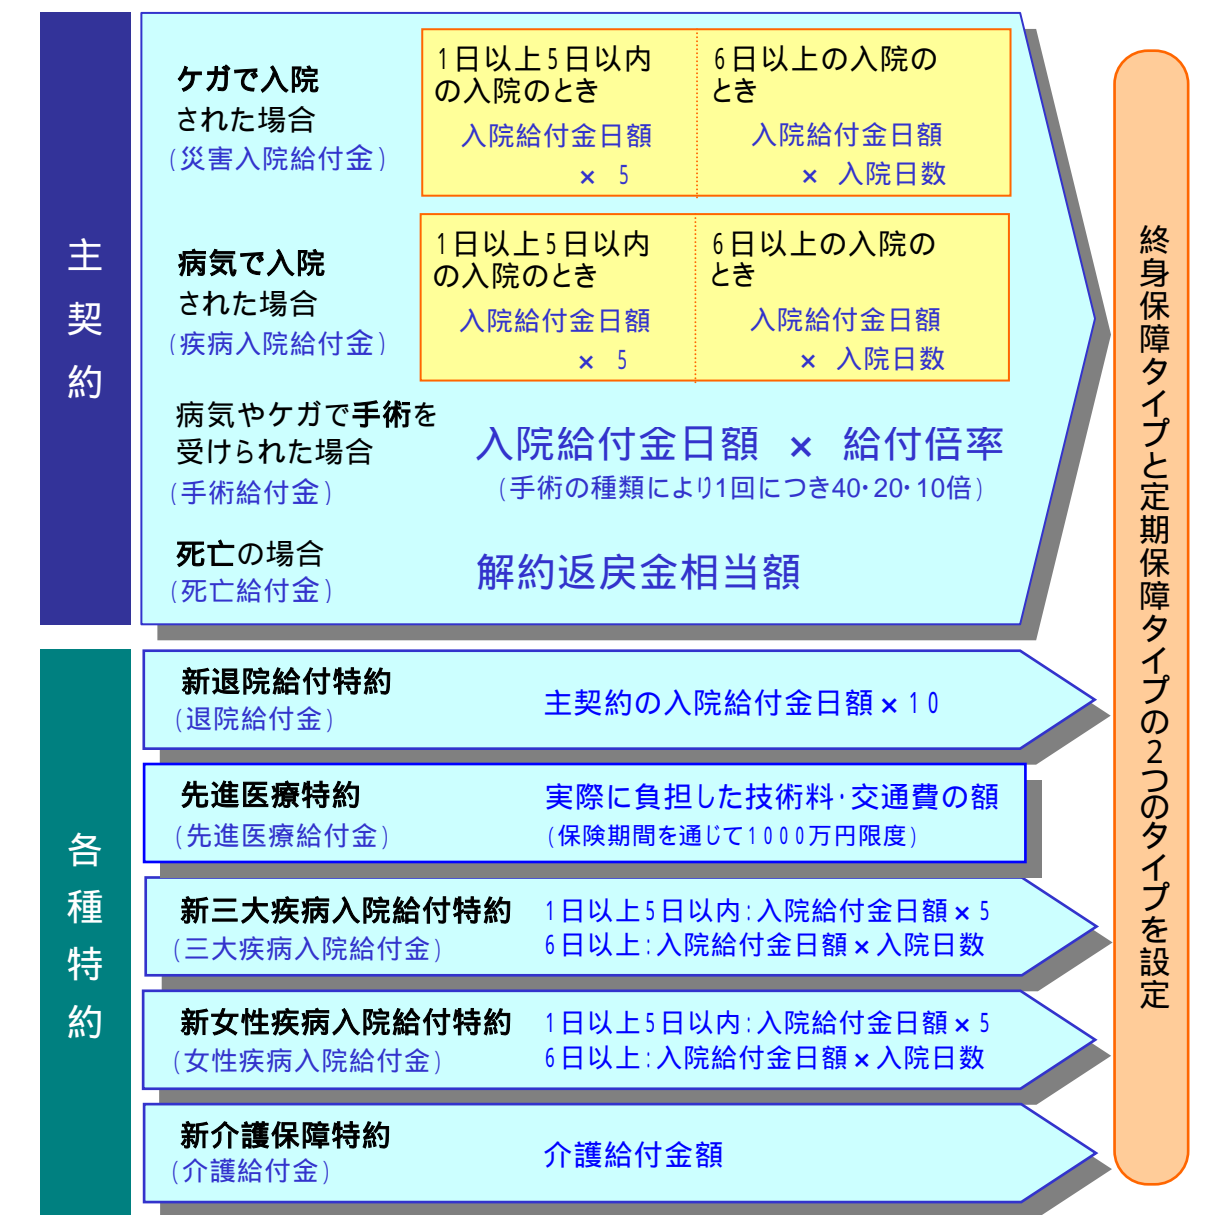 主契約
ケガで入院
された場合
(災害入院給付金)
1日以上5日以内
の入院のとき
入院給付金日額
× 5
6日以上の入院の
とき
入院給付金日額
× 入院日数
病気で入院
された場合
(疾病入院給付金)
1日以上5日以内
の入院のとき
入院給付金日額
× 5
6日以上の入院の
とき
入院給付金日額
× 入院日数
病気やケガで手術を
受けられた場合
(手術給付金)
入院給付金日額 × 給付倍率
(手術の種類により1回につき40・20・10倍)
死亡の場合
(死亡給付金)
解約返戻金相当額
各種特約
新退院給付特約
(退院給付金)
主契約の入院給付金日額×10
先進医療特約
(先進医療給付金)
実際に負担した技術料・交通費の額
(保険期間を通じて1000万円限度)
新三大疾病入院給付特約
(三大疾病入院給付金)
1日以上5日以内:入院給付金日額×5
6日以上:入院給付金日額×入院日数
新女性疾病入院給付特約
(女性疾病入院給付金)
1日以上5日以内:入院給付金日額×5
6日以上:入院給付金日額×入院日数
新介護保障特約
(介護給付金)
介護給付金額
終身保障タイプと定期保障タイプの2つのタイプを設定